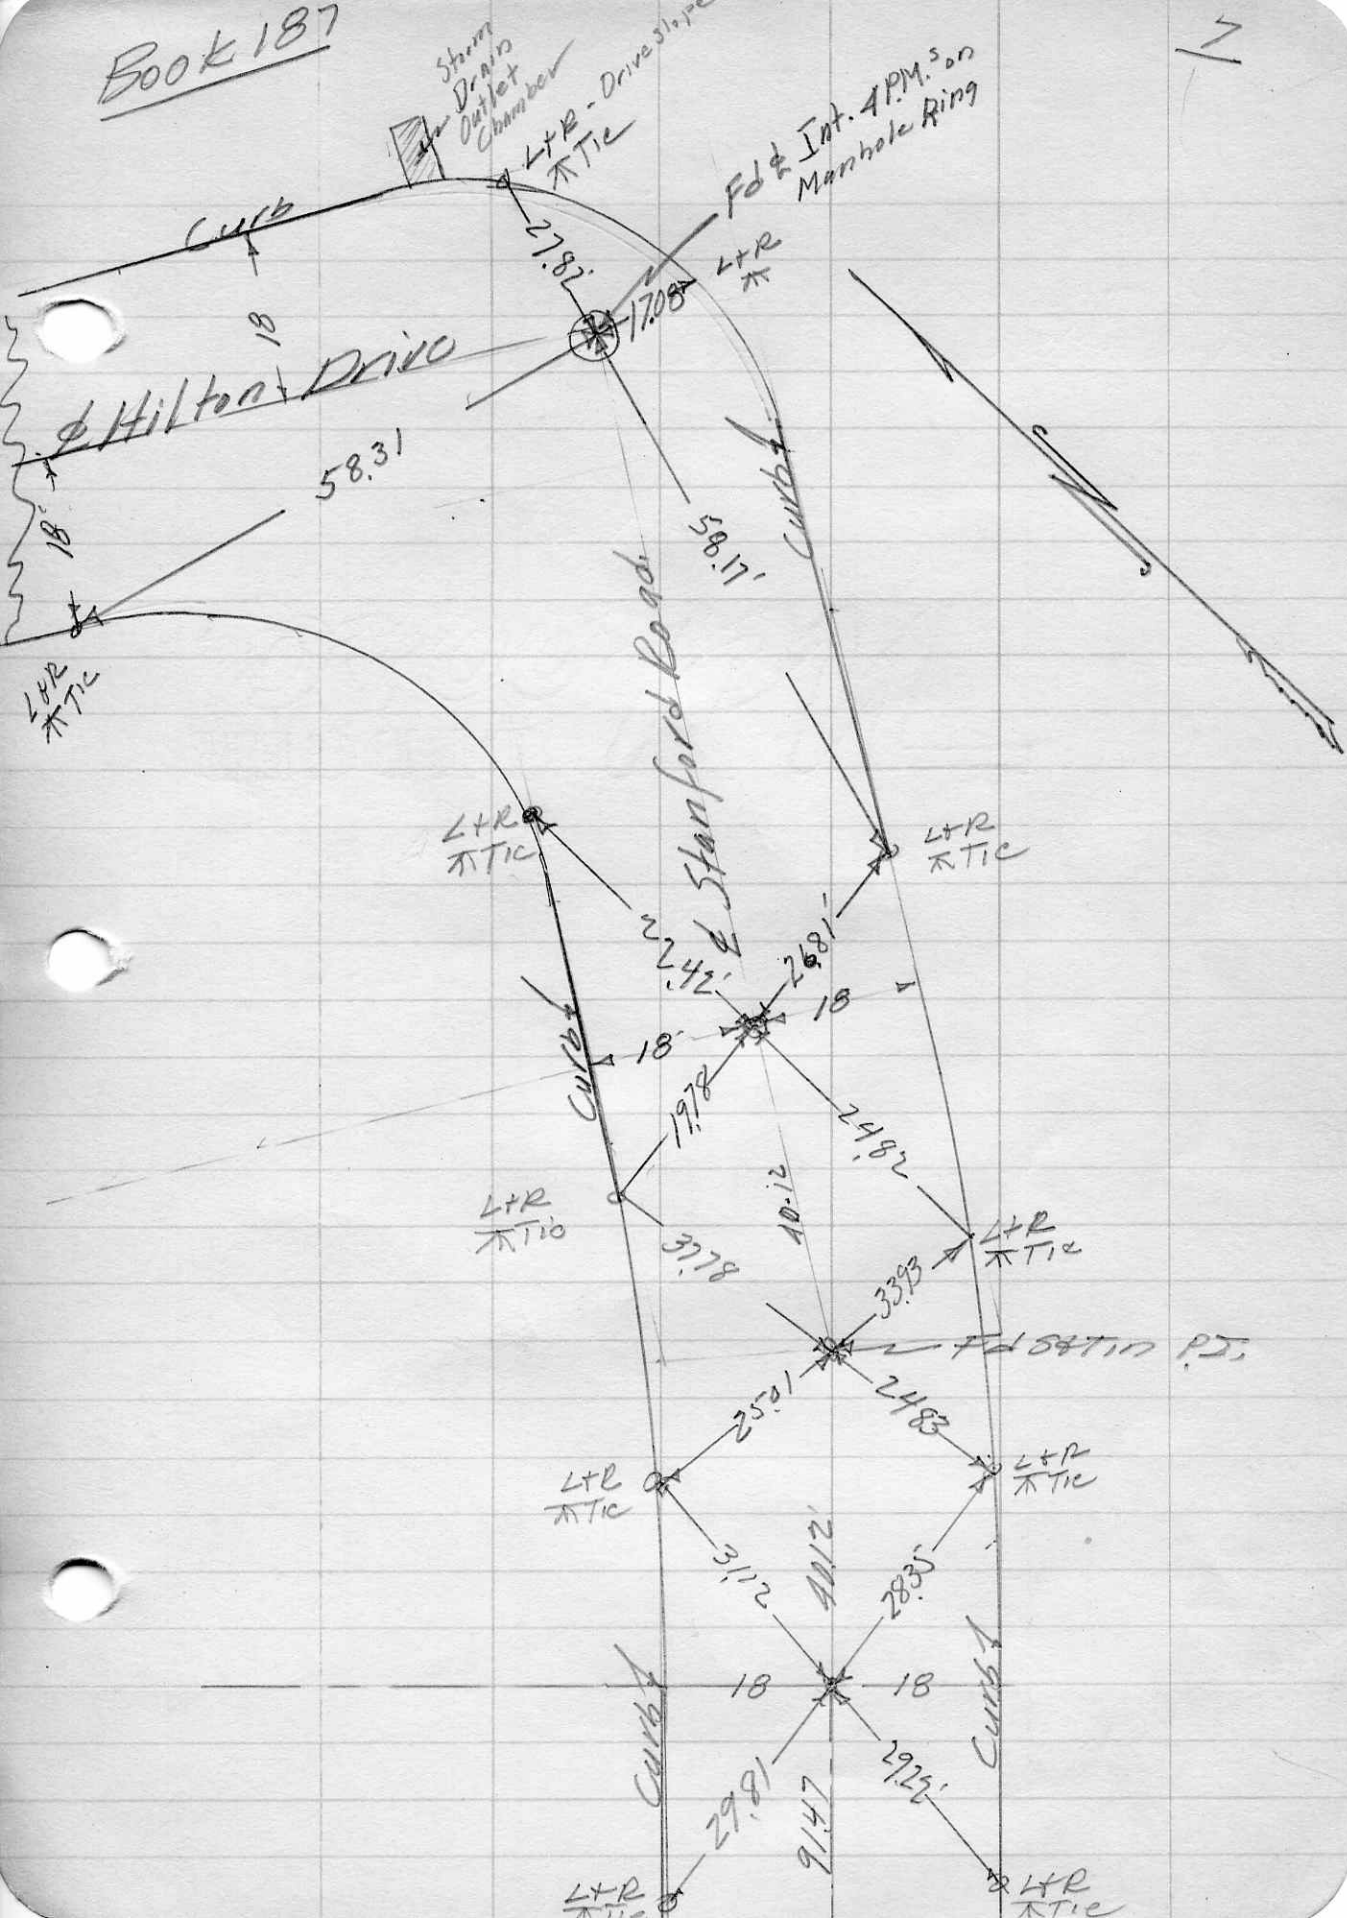 Book 187
7
Storm
Drain
Outlet
Chamber
L+R - Drive Slope
Tie
Fd ⅊ Int. 4 P.M.s on
Manhole Ring
L+R
Curb
27.82'
17.08
18
℄ Hilton Drive
58.31
18'
58.17'
Curb
L+R
Tie
℄ Stanford Road
L+R
Tie
L+R
Tie
22.42'
26.81'
18
18
Curb
19.78
24.82
40.12
L+R
Tie
37.78
L+R
Tie
33.93
Fd S&Tin P.I.
25.01
24.83
L+R
Tie
L+R
Tie
31.12
40.12'
28.35
18
18
Curb
Curb
29.81
91.47
29.25'
L+R
Tie
L+R
Tie